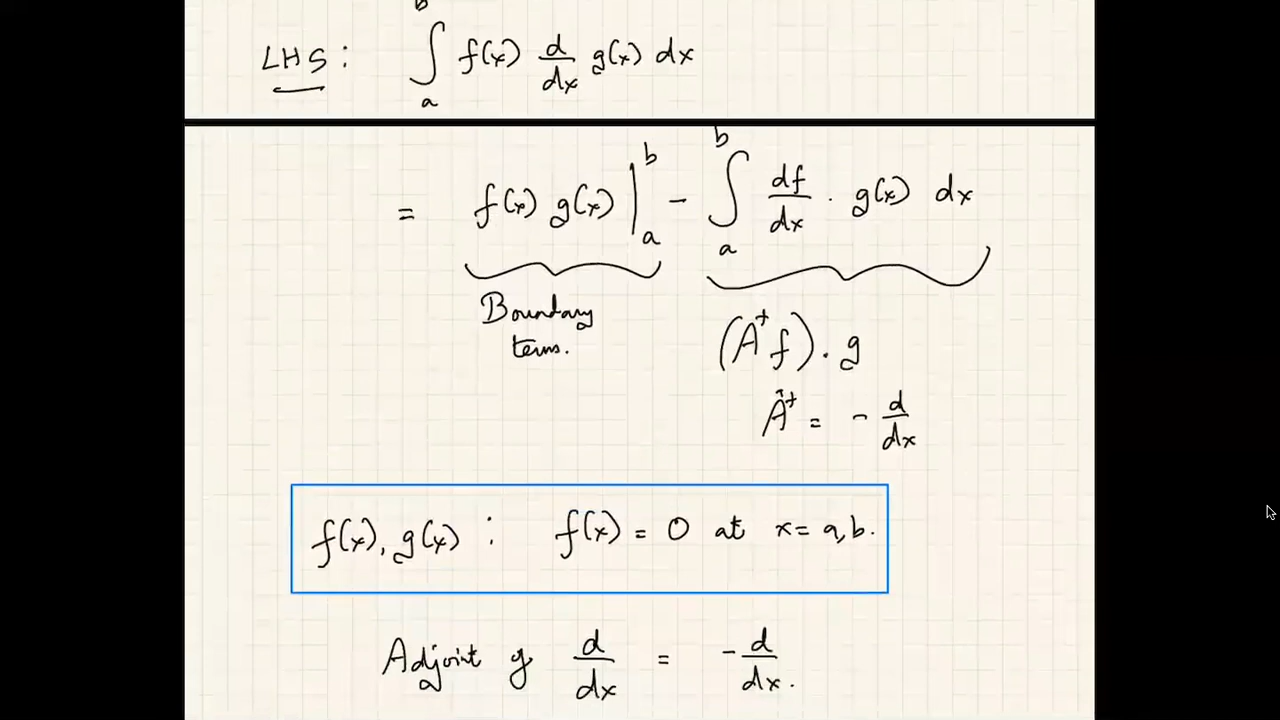 LHS : ∫_a^b f(x) d/dx g(x) dx
= f(x) g(x) |_a^b - ∫_a^b df/dx · g(x) dx
Boundary
terms.
(A† f) . g
Â† = - d/dx
f(x), g(x) : f(x) = 0 at x = a, b.
Adjoint of d/dx = - d/dx.